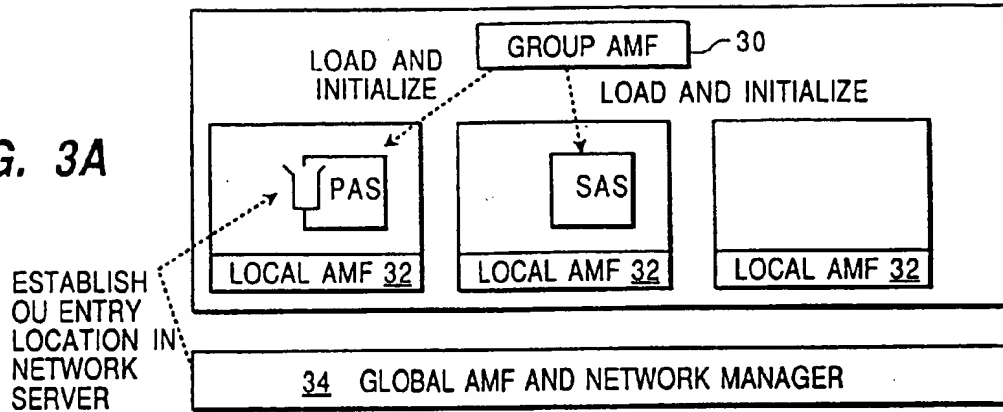 GROUP AMF 30
LOAD AND
INITIALIZE
LOAD AND INITIALIZE
G. 3A
PAS
SAS
LOCAL AMF 32
LOCAL AMF 32
LOCAL AMF 32
ESTABLISH
OU ENTRY
LOCATION IN
NETWORK
SERVER
34 GLOBAL AMF AND NETWORK MANAGER